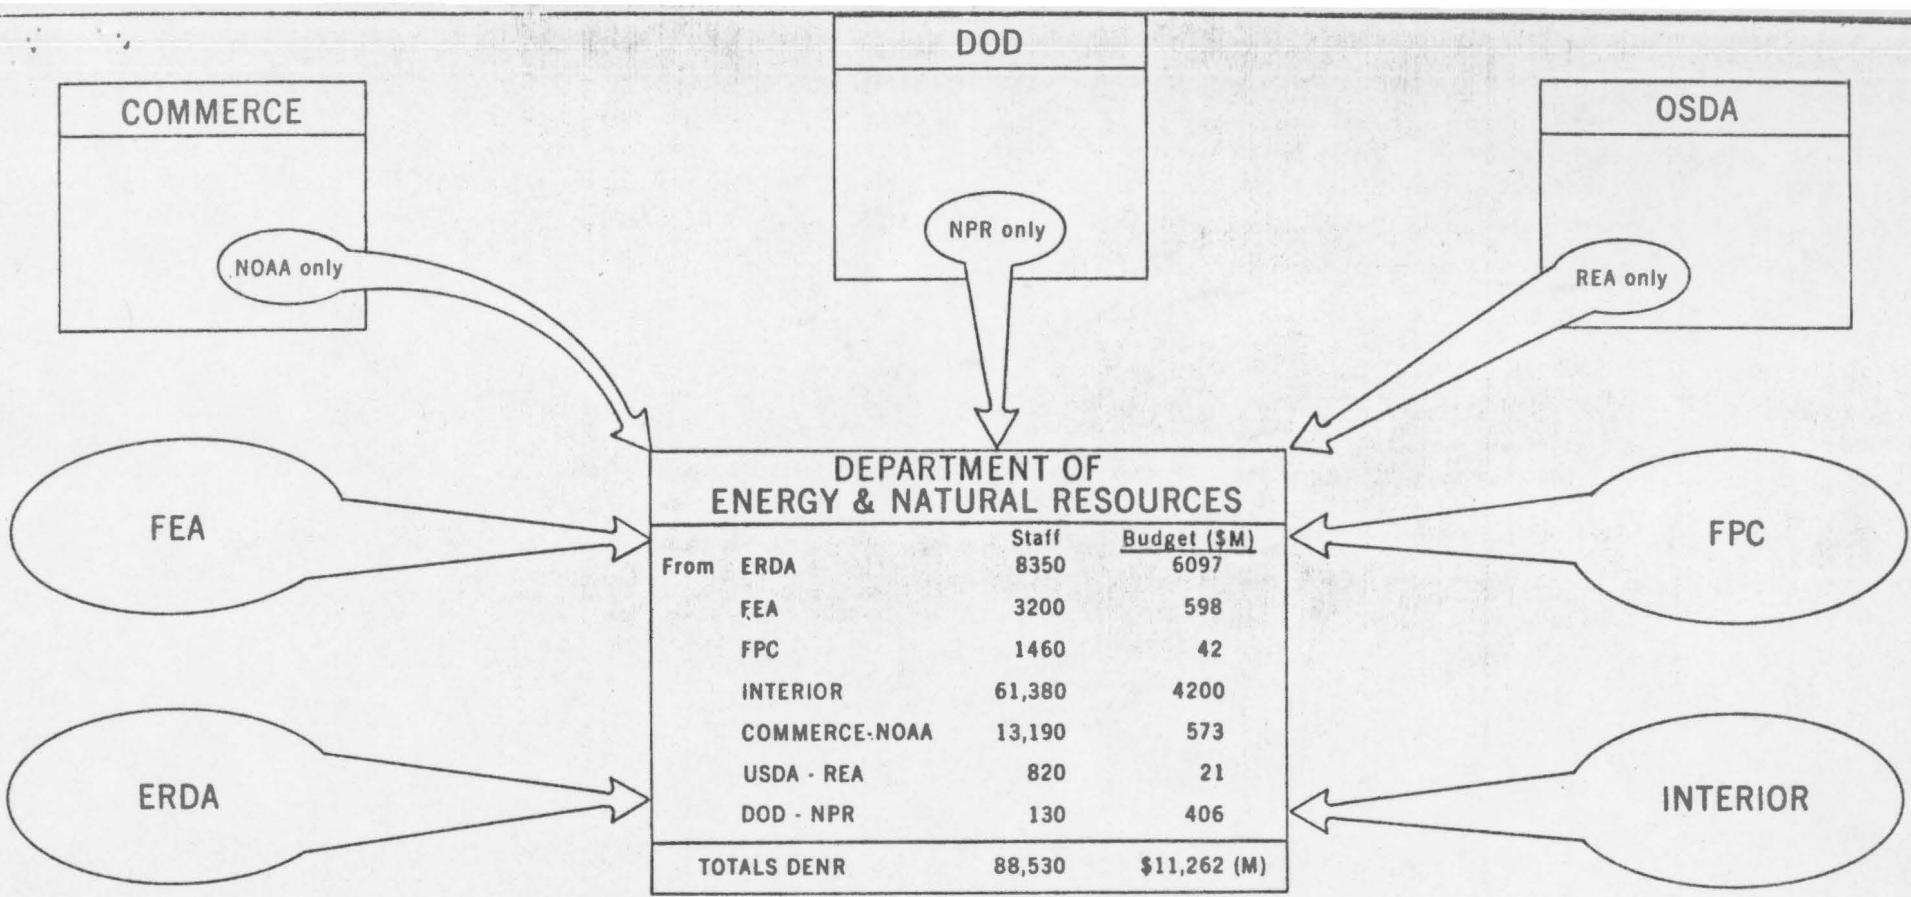 DOD
COMMERCE
OSDA
NPR only
NOAA only
REA only
DEPARTMENT OF
ENERGY & NATURAL RESOURCES
FEA
FPC
Staff Budget ($M)
From ERDA 8350 6097
FEA 3200 598
FPC 1460 42
INTERIOR 61,380 4200
COMMERCE-NOAA 13,190 573
USDA - REA 820 21
DOD - NPR 130 406
TOTALS DENR 88,530 $11,262 (M)
ERDA
INTERIOR